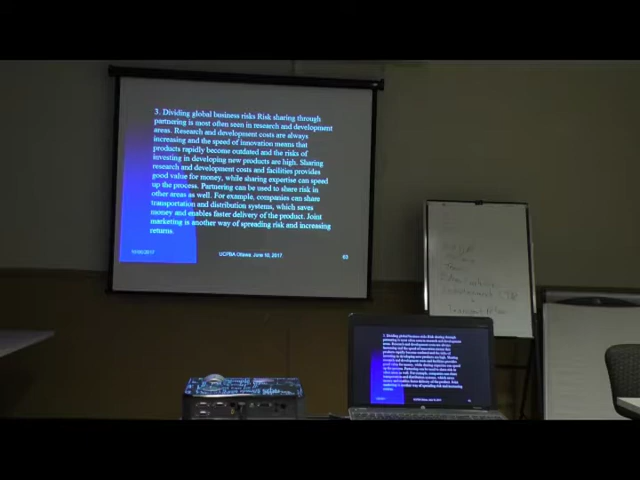 3. Dividing global business risks Risk sharing through
partnering is most often seen in research and development
areas. Research and development costs are always
increasing and the speed of innovation means that
products rapidly become outdated and the risks of
investing in developing new products are high. Sharing
research and development costs and facilities provides
good value for money, while sharing expertise can speed
up the process. Partnering can be used to share risk in
other areas as well. For example, companies can share
transportation and distribution systems, which saves
money and enables faster delivery of the product. Joint
marketing is another way of spreading risk and increasing
returns.
UCPBA Ottawa, June 10, 2017
63